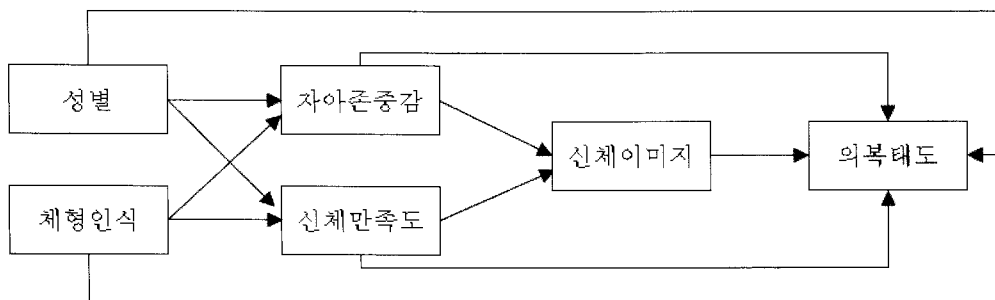 성별
자아존중감
신체이미지
의복태도
체형인식
신체만족도